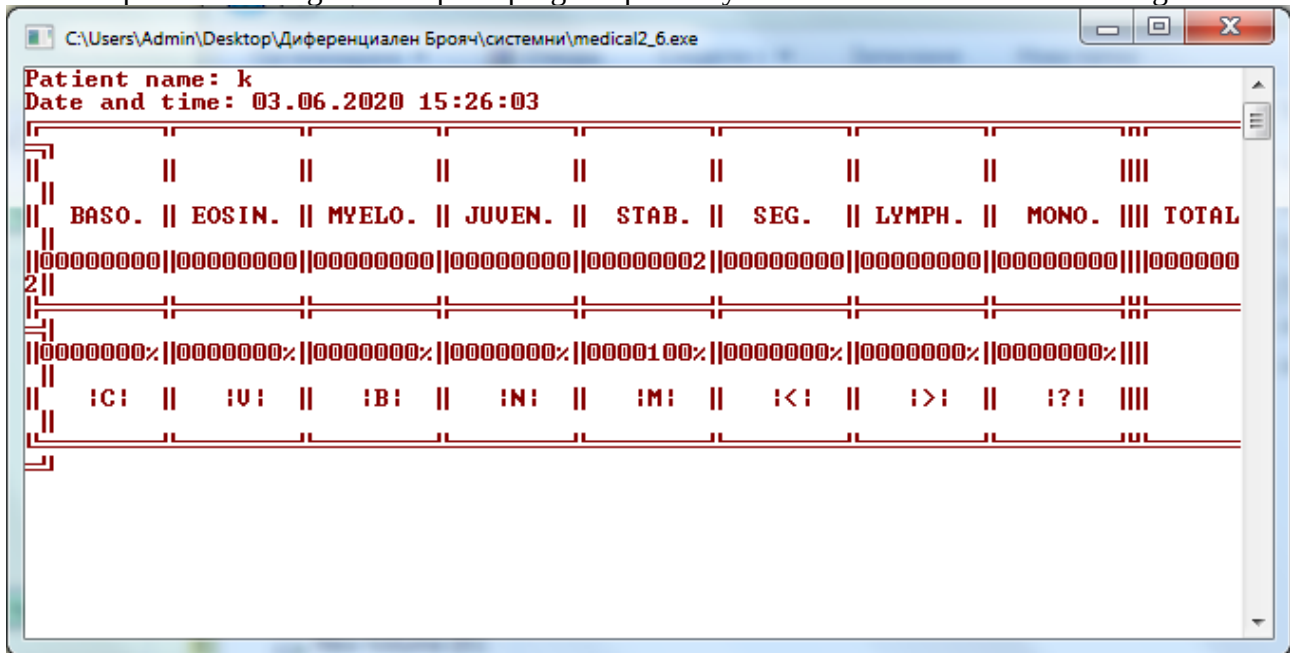 C:\Users\Admin\Desktop\Диференциален Брояч\системни\medical2_6.exe
Patient name: k
Date and time: 03.06.2020 15:26:03
|| BASO. || EOSIN. || MYELO. || JUVEN. || STAB. || SEG. || LYMPH. || MONO. |||| TOTAL
||
||00000000||00000000||00000000||00000000||00000002||00000000||00000000||00000000||||000000
2||
||0000000%||0000000%||0000000%||0000000%||0000100%||0000000%||0000000%||0000000%||||
||
|| |C| || |V| || |B| || |N| || |M| || |<| || |>| || |?| ||||
||